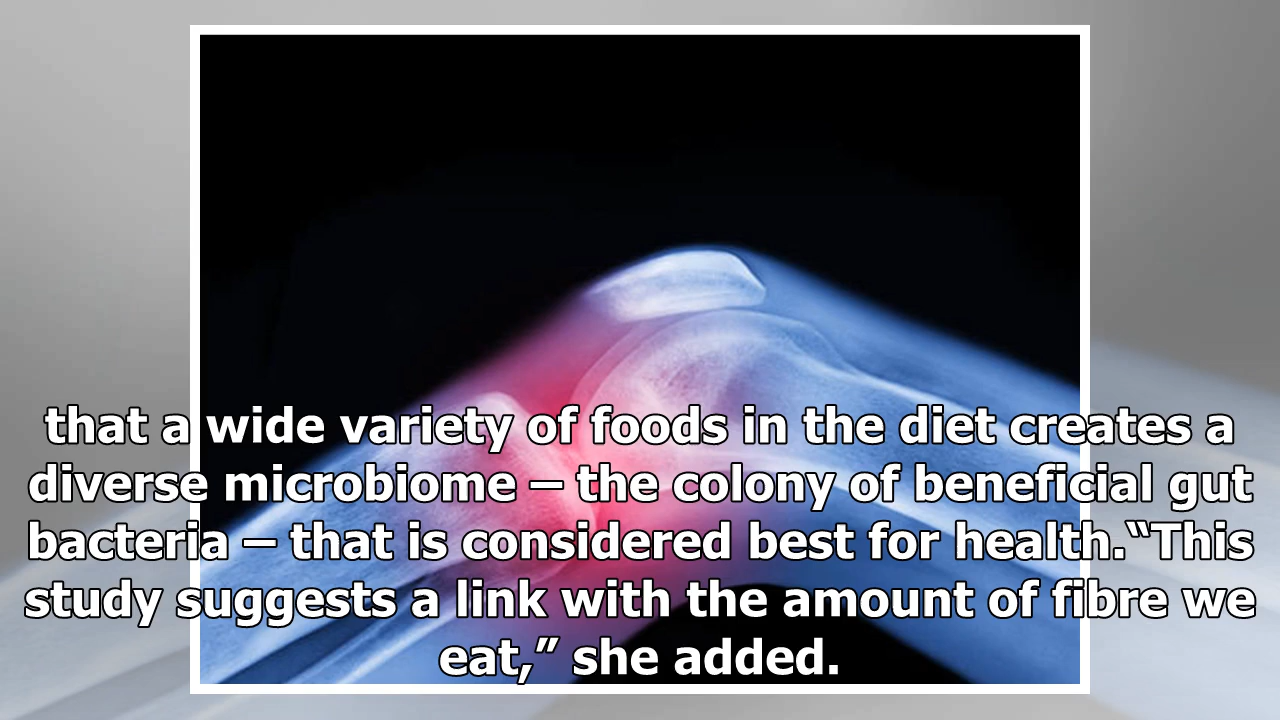 that a wide variety of foods in the diet creates a
diverse microbiome – the colony of beneficial gut
bacteria – that is considered best for health.“This
study suggests a link with the amount of fibre we
eat,” she added.